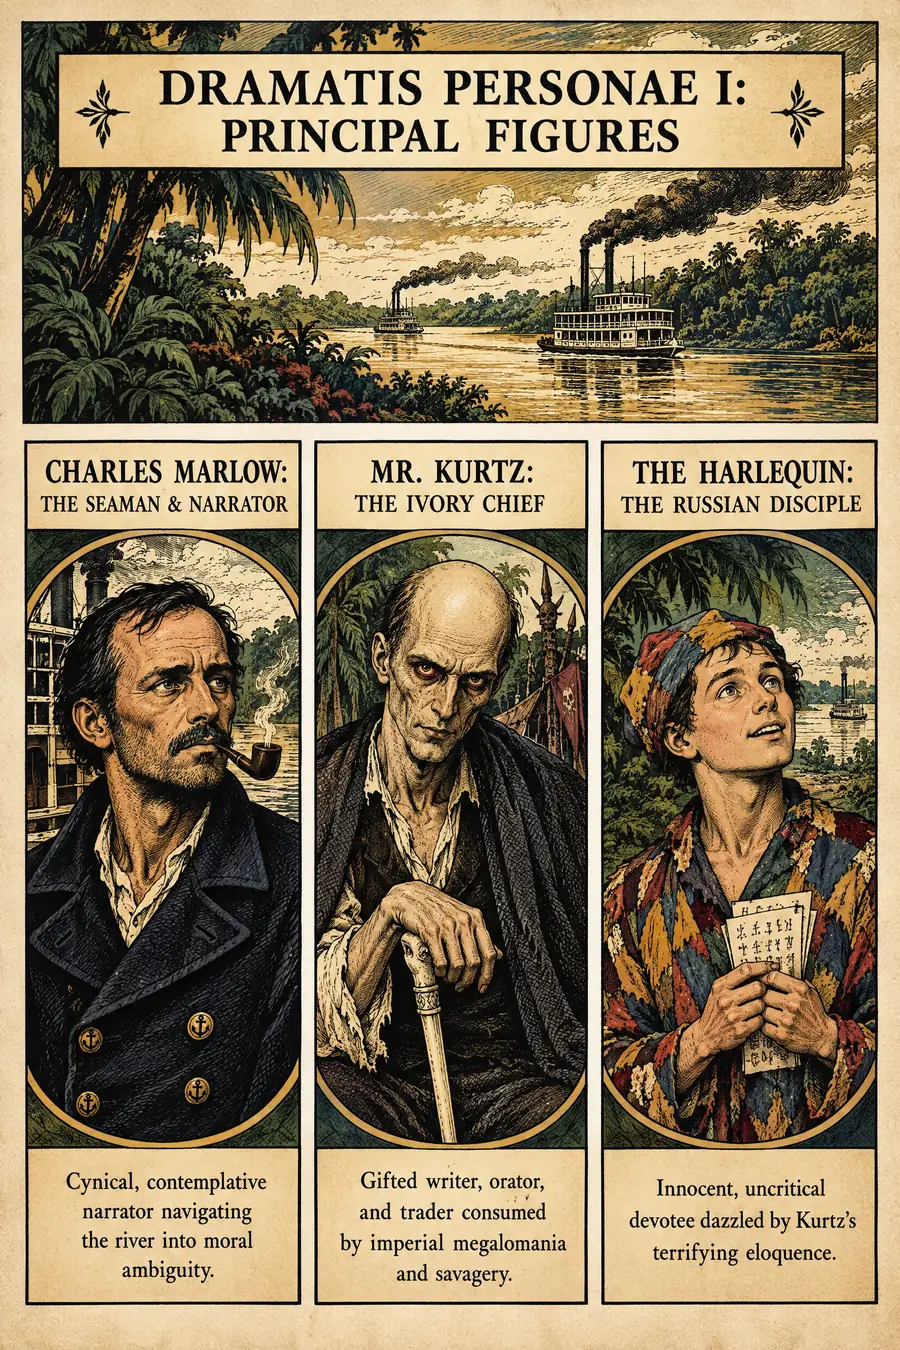 DRAMATIS PERSONAE I:
PRINCIPAL FIGURES
CHARLES MARLOW:
THE SEAMAN & NARRATOR
Cynical, contemplative
narrator navigating
the river into moral
ambiguity.
MR. KURTZ:
THE IVORY CHIEF
Gifted writer, orator,
and trader consumed
by imperial megalomania
and savagery.
THE HARLEQUIN:
THE RUSSIAN DISCIPLE
Innocent, uncritical
devotee dazzled by Kurtz's
terrifying eloquence.